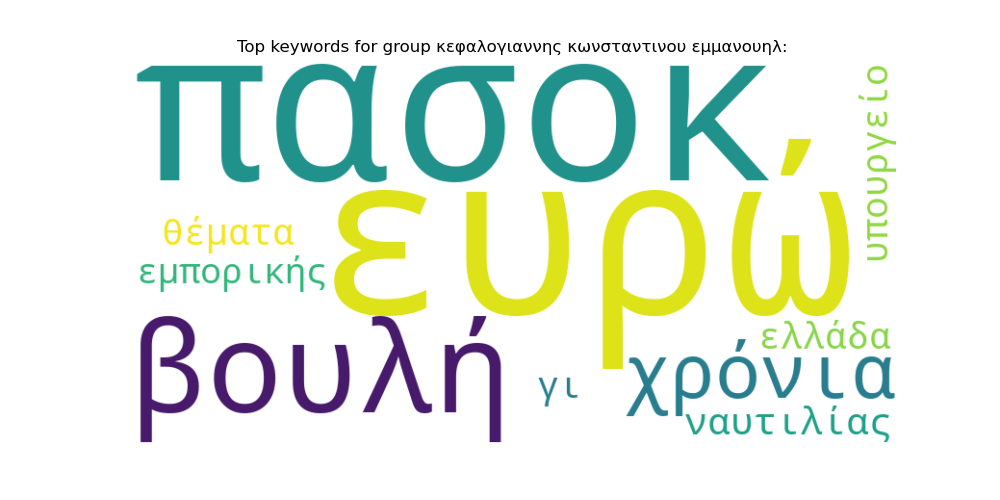 Top keywords for group κεφαλογιαννης κωνσταντινου εμμανουηλ:
πασοκ
υπουργείο
ευρώ
θέματα
εμπορικής
βουλή
ελλάδα
γι
χρόνια
ναυτιλίας